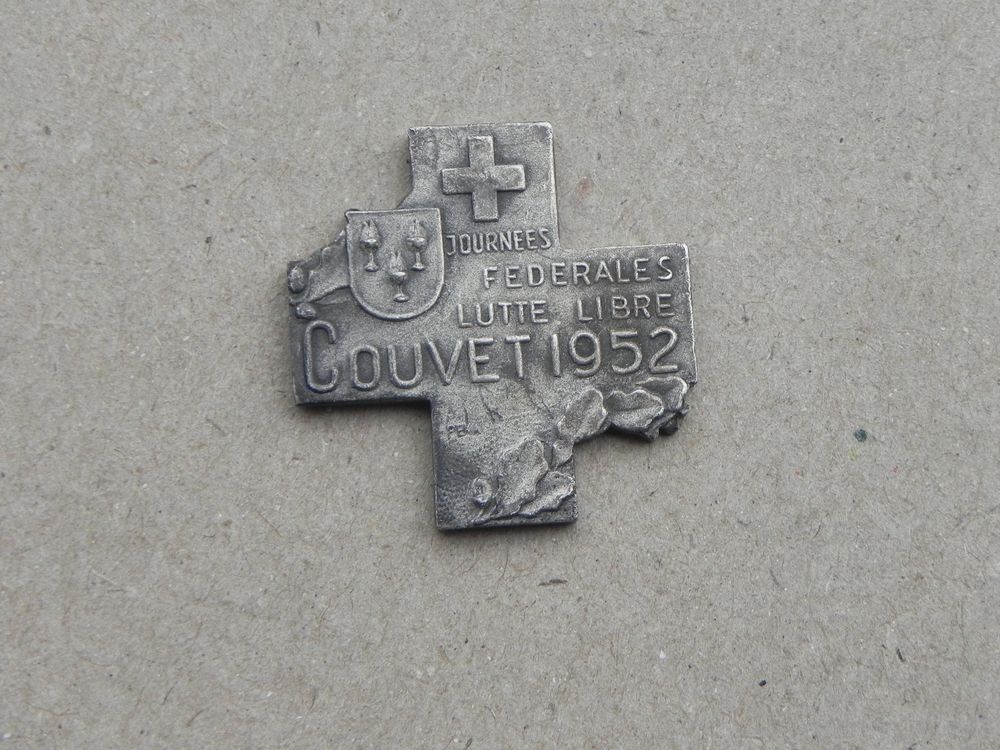 JOURNEES
FEDERALES
LUTTE LIBRE
COUVET 1952